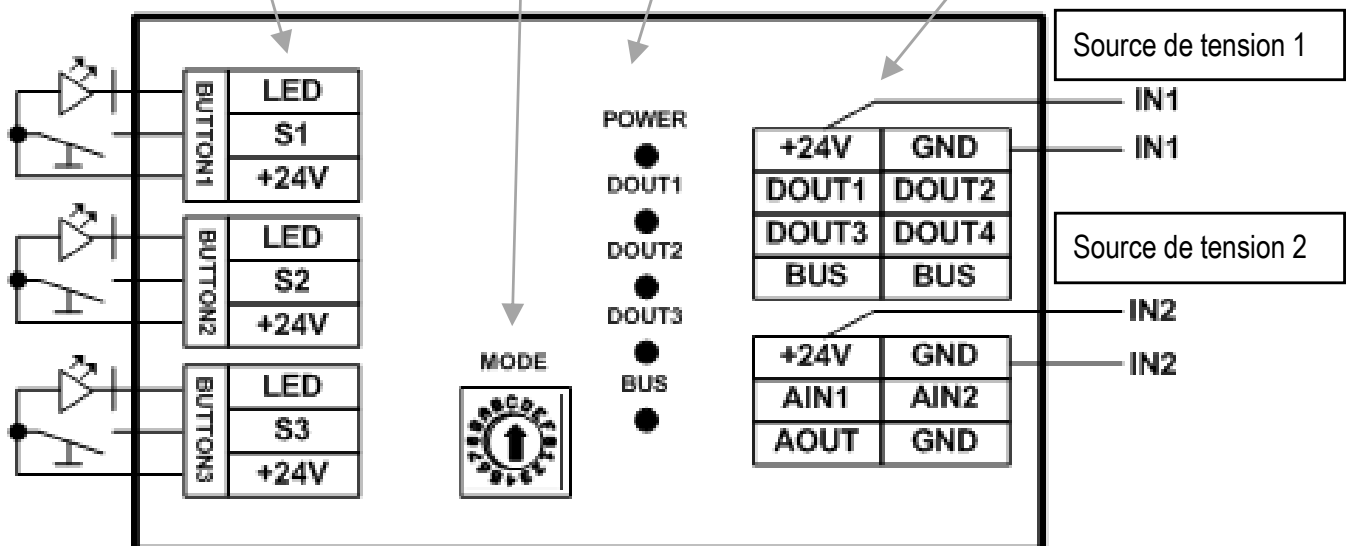 Source de tension 1
IN1
IN1
BUTTON1
LED
S1
+24V
BUTTON2
LED
S2
+24V
BUTTON3
LED
S3
+24V
MODE
POWER
DOUT1
DOUT2
DOUT3
BUS
+24V GND
DOUT1 DOUT2
DOUT3 DOUT4
BUS BUS
Source de tension 2
IN2
IN2
+24V GND
AIN1 AIN2
AOUT GND